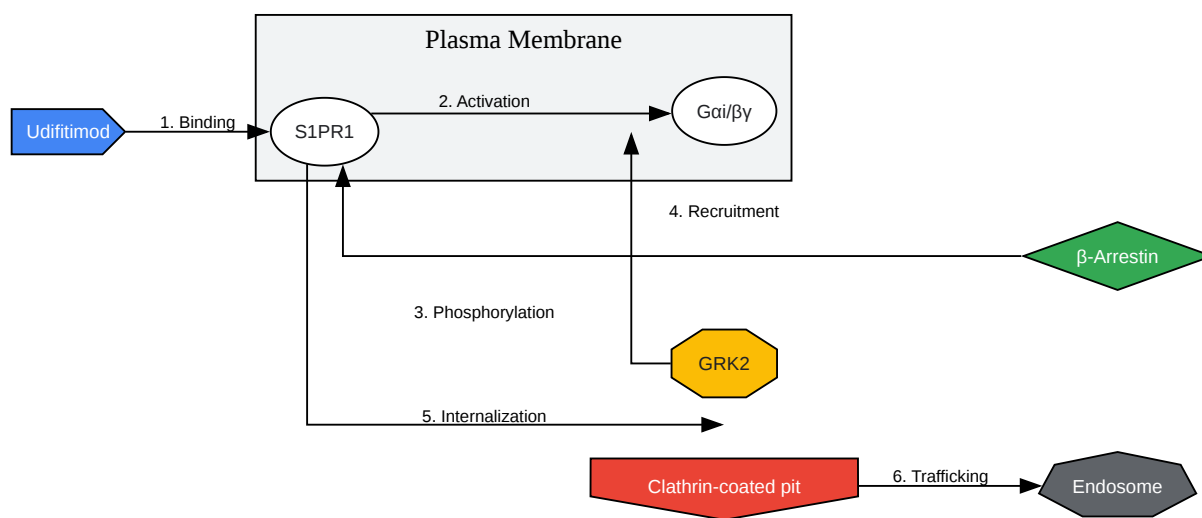 Plasma Membrane
2. Activation
Gαi/βγ
Udifitimod
1. Binding
S1PR1
4. Recruitment
β-Arrestin
3. Phosphorylation
GRK2
5. Internalization
Clathrin-coated pit
6. Trafficking
Endosome